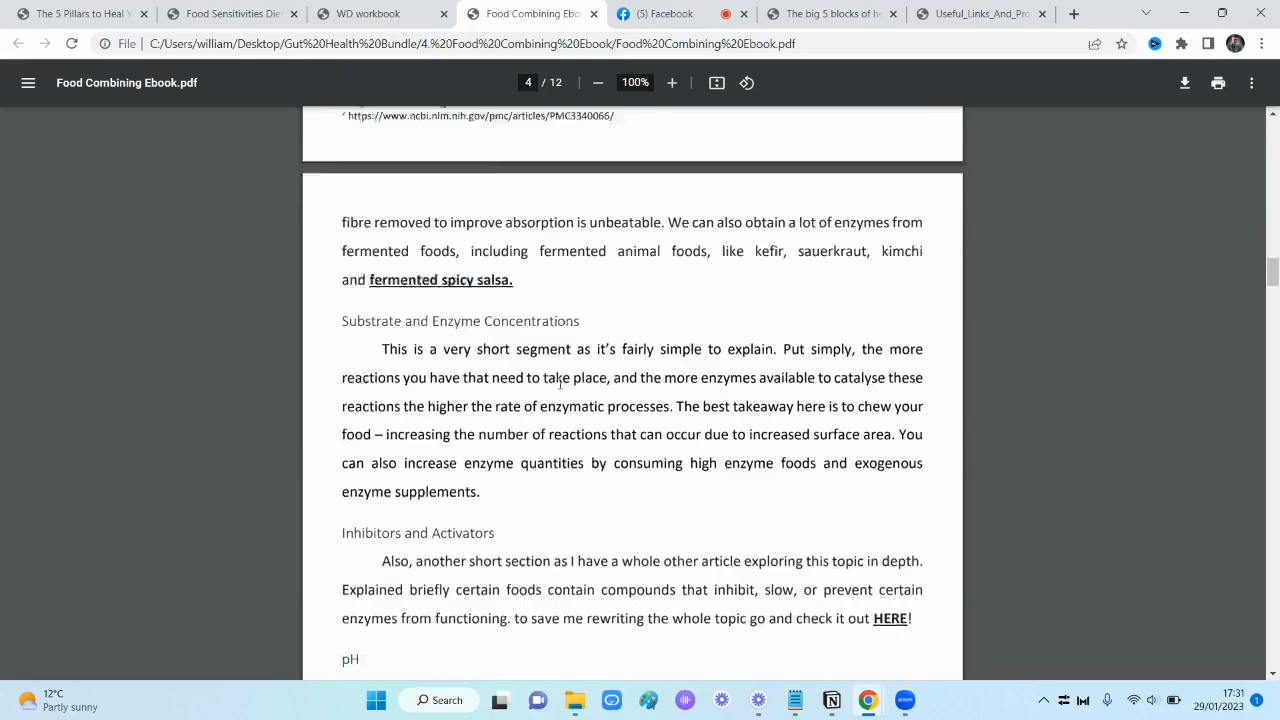 The 5 Pillars to Heal Y
Food Sensitivities Die
WD workbook
Food Combining Ebo
(5) Facebook
The big 5 blocks of he
Useful_Links_And_Pro
File C:/Users/william/Desktop/Gut%20Health%20Bundle/4.%20Food%20Combining%20Ebook/Food%20Combining%20Ebook.pdf
Food Combining Ebook.pdf
4 / 12
100%
https://www.ncbi.nlm.nih.gov/pmc/articles/PMC3340066/
fibre removed to improve absorption is unbeatable. We can also obtain a lot of enzymes from
fermented foods, including fermented animal foods, like kefir, sauerkraut, kimchi
and fermented spicy salsa.
Substrate and Enzyme Concentrations
This is a very short segment as it’s fairly simple to explain. Put simply, the more
reactions you have that need to take place, and the more enzymes available to catalyse these
reactions the higher the rate of enzymatic processes. The best takeaway here is to chew your
food – increasing the number of reactions that can occur due to increased surface area. You
can also increase enzyme quantities by consuming high enzyme foods and exogenous
enzyme supplements.
Inhibitors and Activators
Also, another short section as I have a whole other article exploring this topic in depth.
Explained briefly certain foods contain compounds that inhibit, slow, or prevent certain
enzymes from functioning. to save me rewriting the whole topic go and check it out HERE!
pH
12°C
Partly sunny
Search
17:31
29/01/2023
1